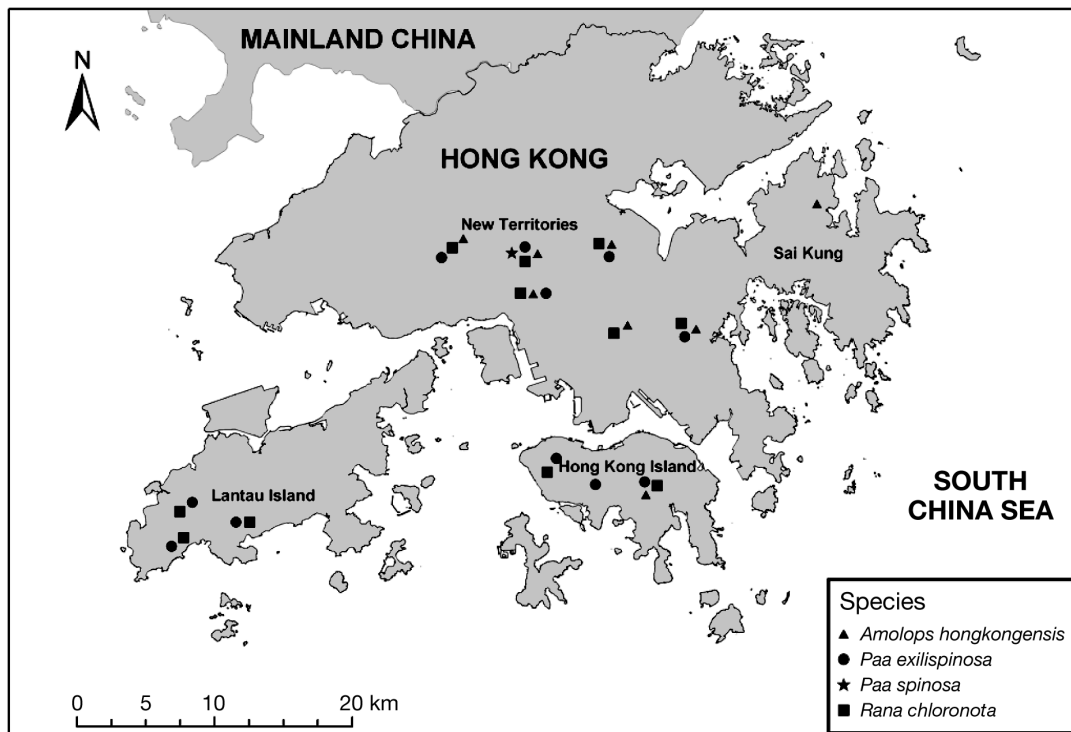 MAINLAND CHINA
N
HONG KONG
New Territories
Sai Kung
Hong Kong Island
Lantau Island
SOUTH
CHINA SEA
Species
Amolops hongkongensis
Paa exilispinosa
Paa spinosa
Rana chloronota
0 5 10 20 km